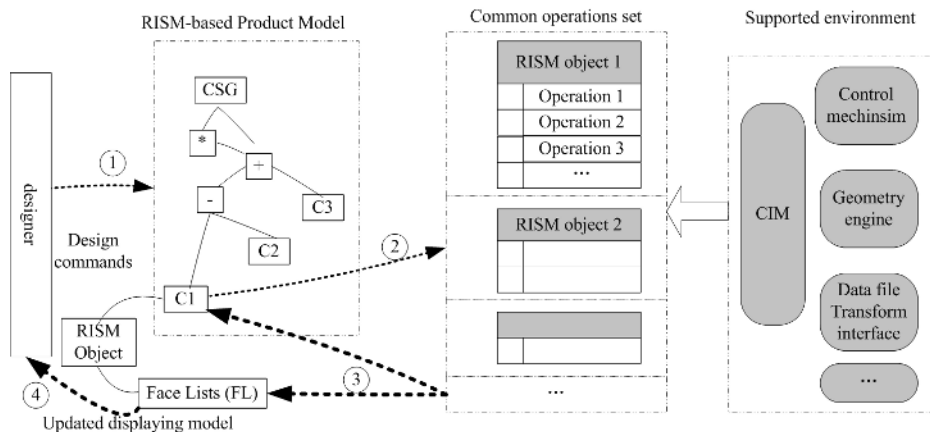 RISM-based Product Model
Common operations set
Supported environment
designer
1
Design
commands
CSG
*
+
-
C3
C2
C1
RISM
Object
Face Lists (FL)
2
3
4
Updated displaying model
RISM object 1
Operation 1
Operation 2
Operation 3
...
RISM object 2
...
CIM
Control
mechinsim
Geometry
engine
Data file
Transform
interface
...